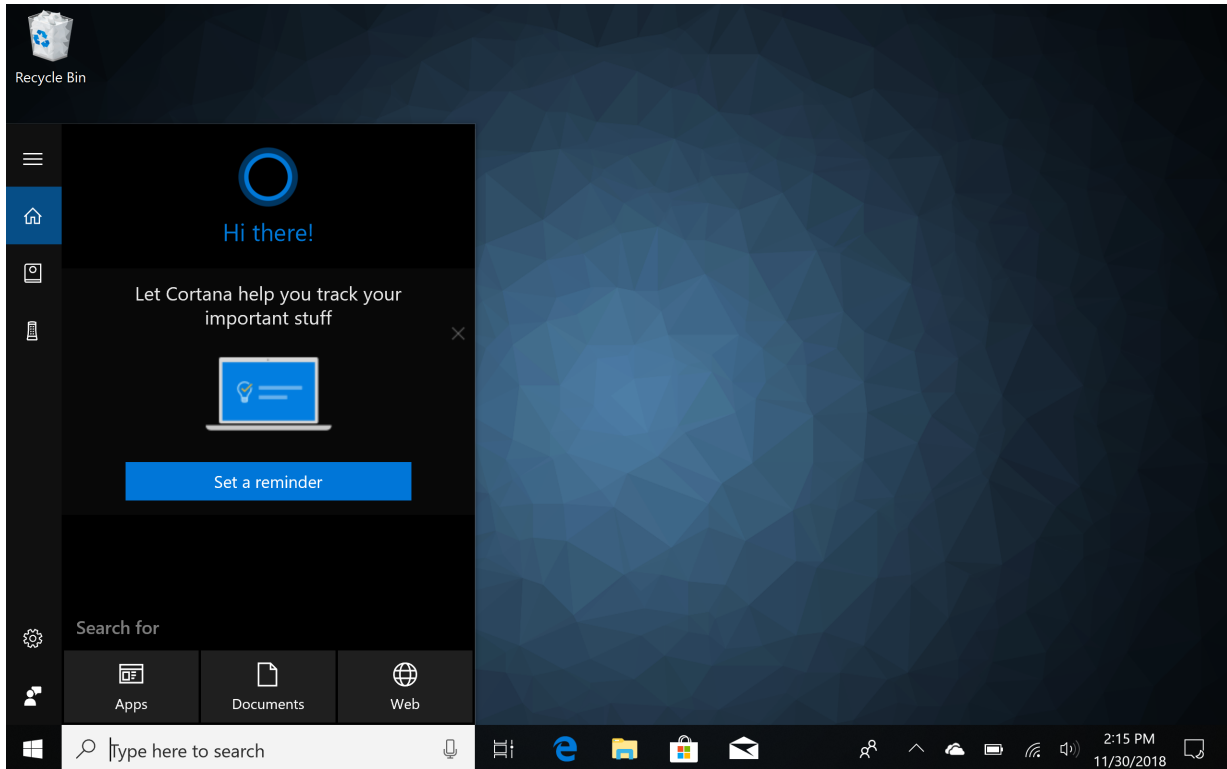 Recycle Bin
Hi there!
Let Cortana help you track your
important stuff
Set a reminder
Search for
Apps
Documents
Web
Type here to search
2:15 PM
11/30/2018